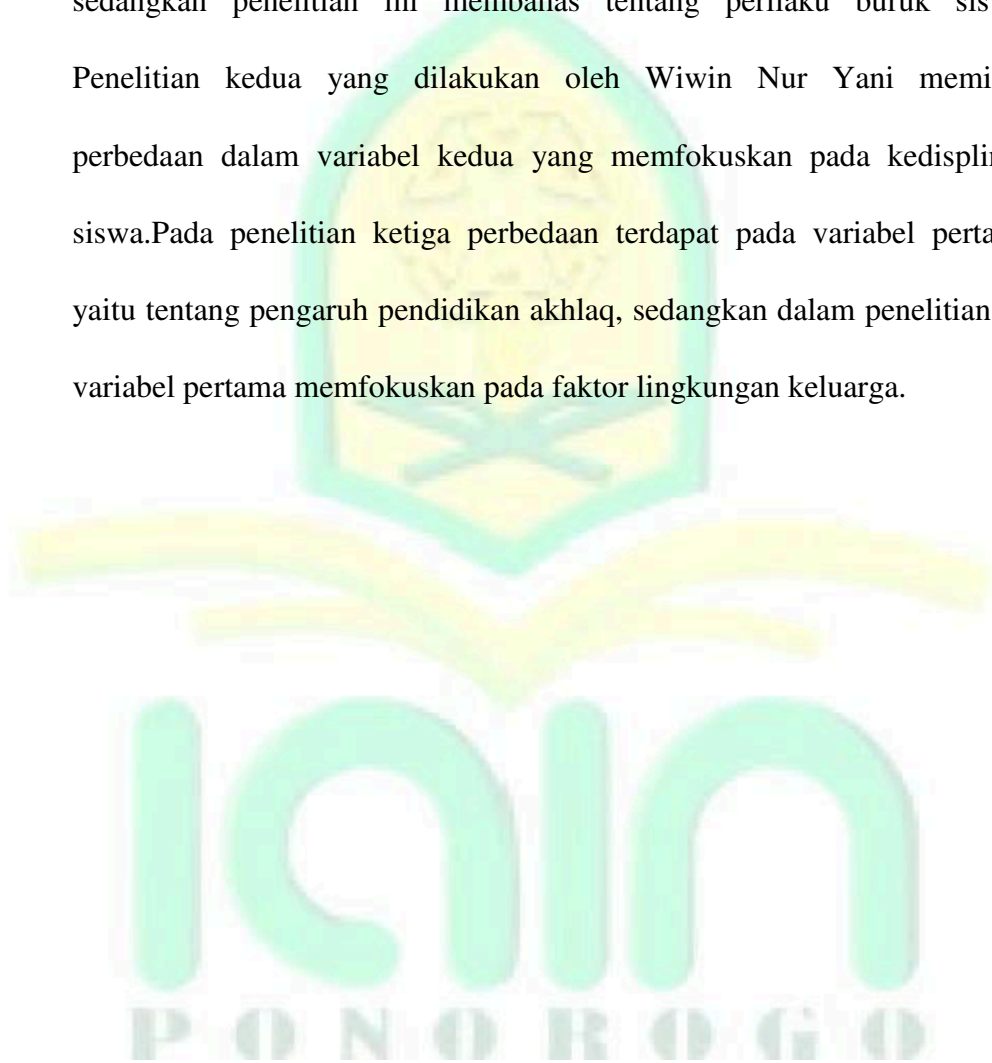 sedangkan penelitian ini membahas tentang perilaku buruk sis
Penelitian kedua yang dilakukan oleh Wiwin Nur Yani memi
perbedaan dalam variabel kedua yang memfokuskan pada kedispli
siswa.Pada penelitian ketiga perbedaan terdapat pada variabel perta
yaitu tentang pengaruh pendidikan akhlaq, sedangkan dalam penelitian
variabel pertama memfokuskan pada faktor lingkungan keluarga.
iain
PONOROGO